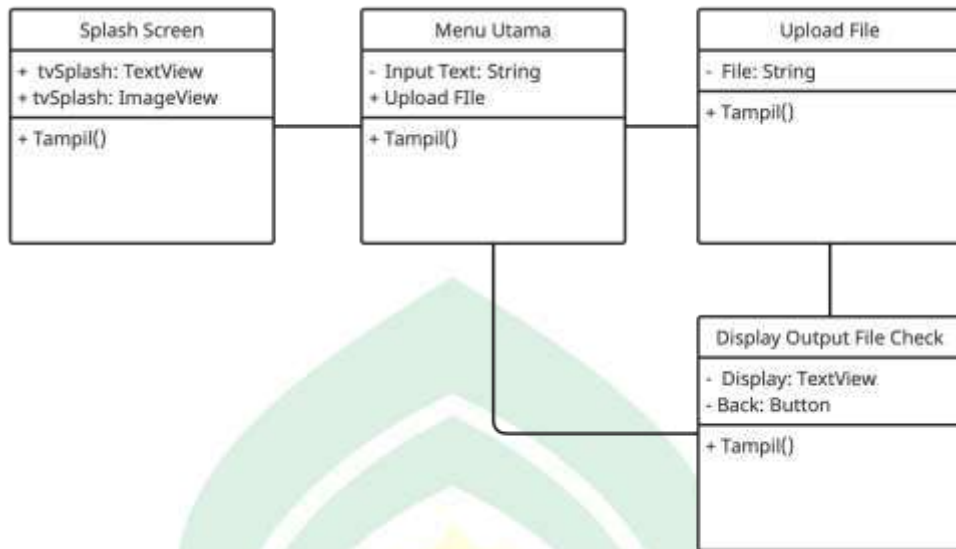 Splash Screen
+ tvSplash: TextView
+ tvSplash: ImageView
+ Tampil()
Menu Utama
- Input Text: String
+ Upload FIle
+ Tampil()
Upload File
- File: String
+ Tampil()
Display Output File Check
- Display: TextView
- Back: Button
+ Tampil()